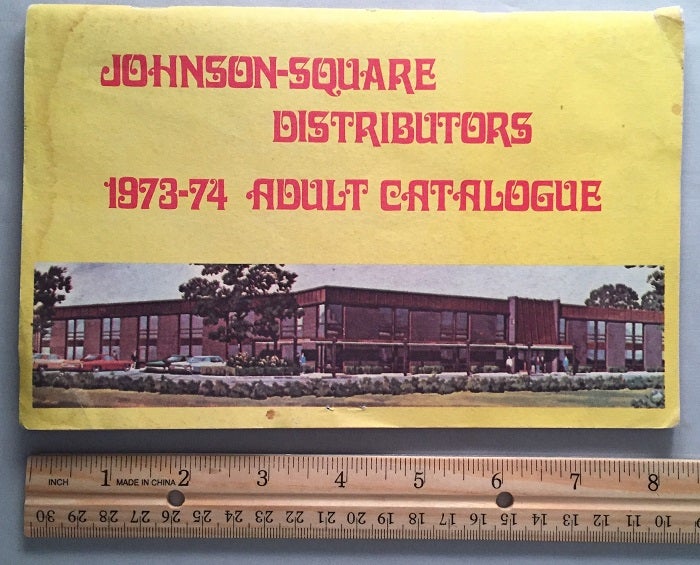 JOHNSON-SQUARE
DISTRIBUTORS
1973-74 ADULT CATALOGUE
INCH 1 MADE IN CHINA 2 3 4 5 6 7 8
30 29 28 27 26 25 24 23 22 21 20 19 18 17 16 15 14 13 12 11 10